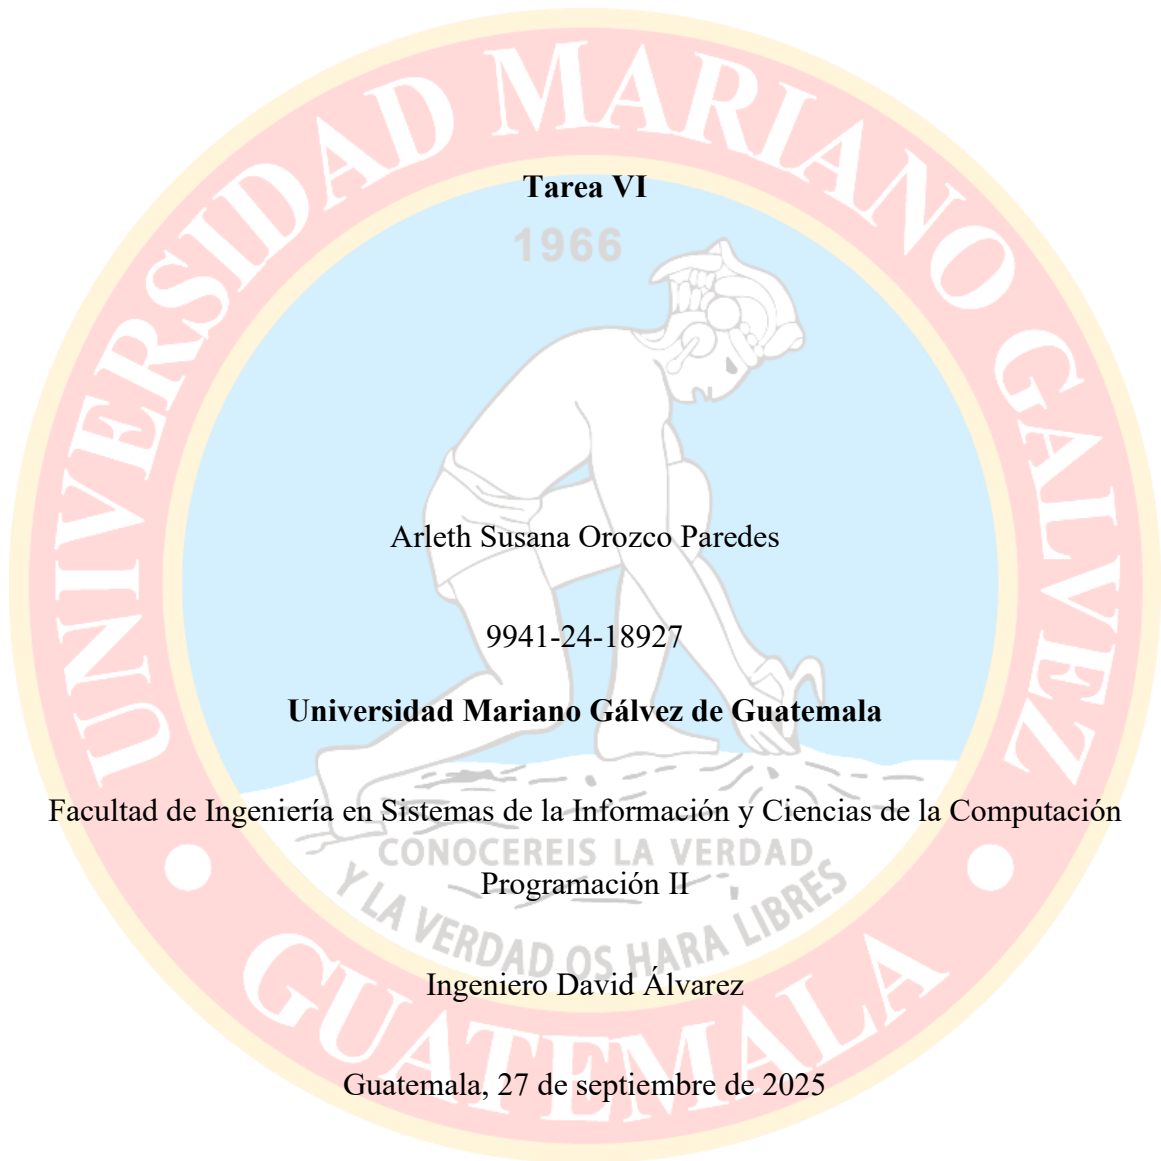 UNIVERSIDAD MARIANO GALVEZ
Tarea VI
1966
Arleth Susana Orozco Paredes
9941-24-18927
Universidad Mariano Gálvez de Guatemala
Facultad de Ingeniería en Sistemas de la Información y Ciencias de la Computación
CONOCEREIS LA VERDAD
Programación II
Y LA VERDAD OS HARA LIBRES
Ingeniero David Álvarez
GUATEMALA
Guatemala, 27 de septiembre de 2025